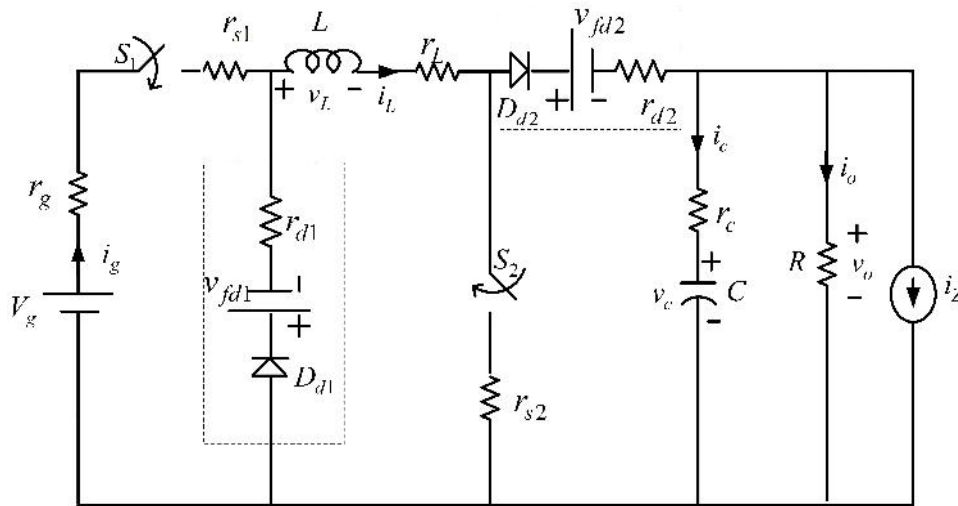 S1 rs1 L rL vfd2
+ vL - iL Dd2 + - rd2
rg ig Vg
rd1 vfd1 - + Dd1
S2 rs2
ic rc + vc C -
io R + vo -